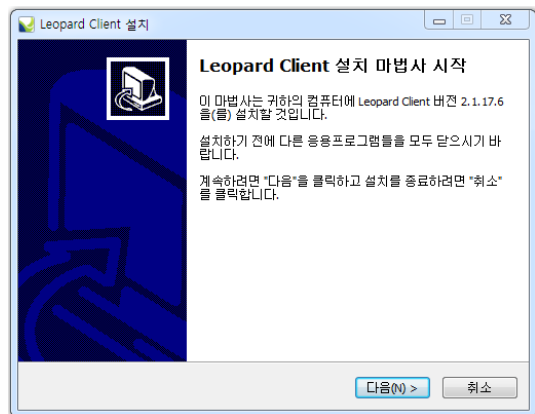 Leopard Client 설치
Leopard Client 설치 마법사 시작
이 마법사는 귀하의 컴퓨터에 Leopard Client 버전 2.1.17.6
을(를) 설치할 것입니다.
설치하기 전에 다른 응용프로그램들을 모두 닫으시기 바
랍니다.
계속하려면 "다음"을 클릭하고 설치를 종료하려면 "취소"
를 클릭합니다.
다음(N) >
취소